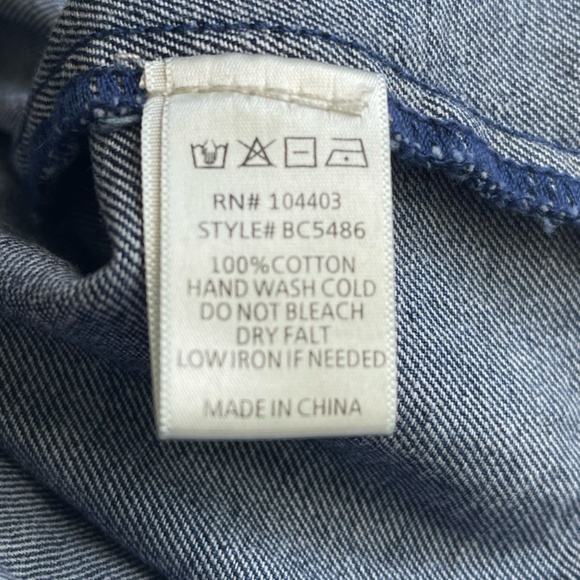 RN# 104403
STYLE# BC5486
100%COTTON
HAND WASH COLD
DO NOT BLEACH
DRY FALT
LOW IRON IF NEEDED
MADE IN CHINA